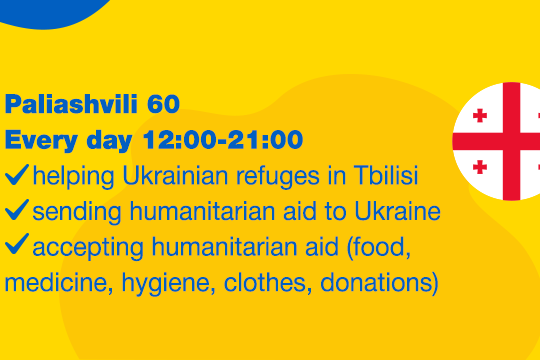 Paliashvili 60
Every day 12:00-21:00
✓helping Ukrainian refuges in Tbilisi
✓sending humanitarian aid to Ukraine
✓accepting humanitarian aid (food,
medicine, hygiene, clothes, donations)